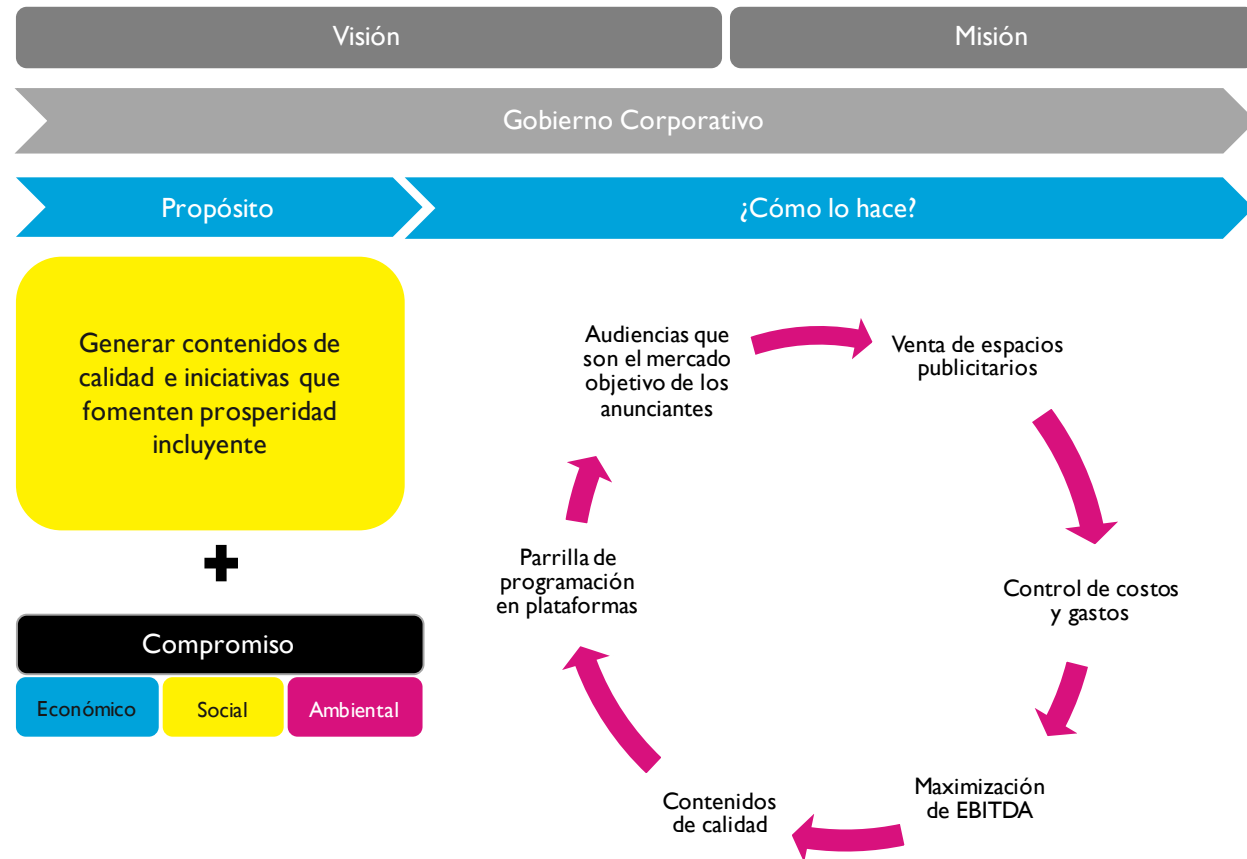 Visión
Misión
Gobierno Corporativo
Propósito
¿Cómo lo hace?
Generar contenidos de
calidad e iniciativas que
fomenten prosperidad
incluyente
Compromiso
Económico
Social
Ambiental
Audiencias que
son el mercado
objetivo de los
anunciantes
Venta de espacios
publicitarios
Control de costos
y gastos
Maximización
de EBITDA
Contenidos
de calidad
Parrilla de
programación
en plataformas